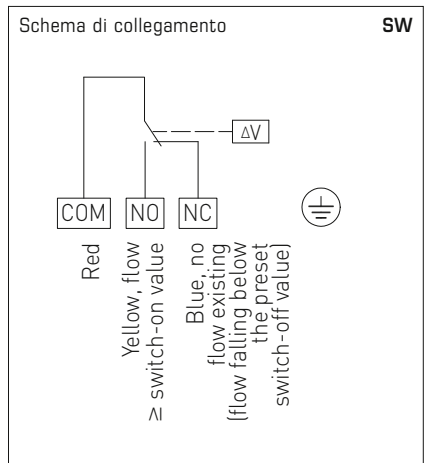 Schema di collegamento SW
ΔV
COM NO NC
Red
Yellow, flow
≥ switch-on value
Blue, no
flow existing
(flow falling below
the preset
switch-off value)